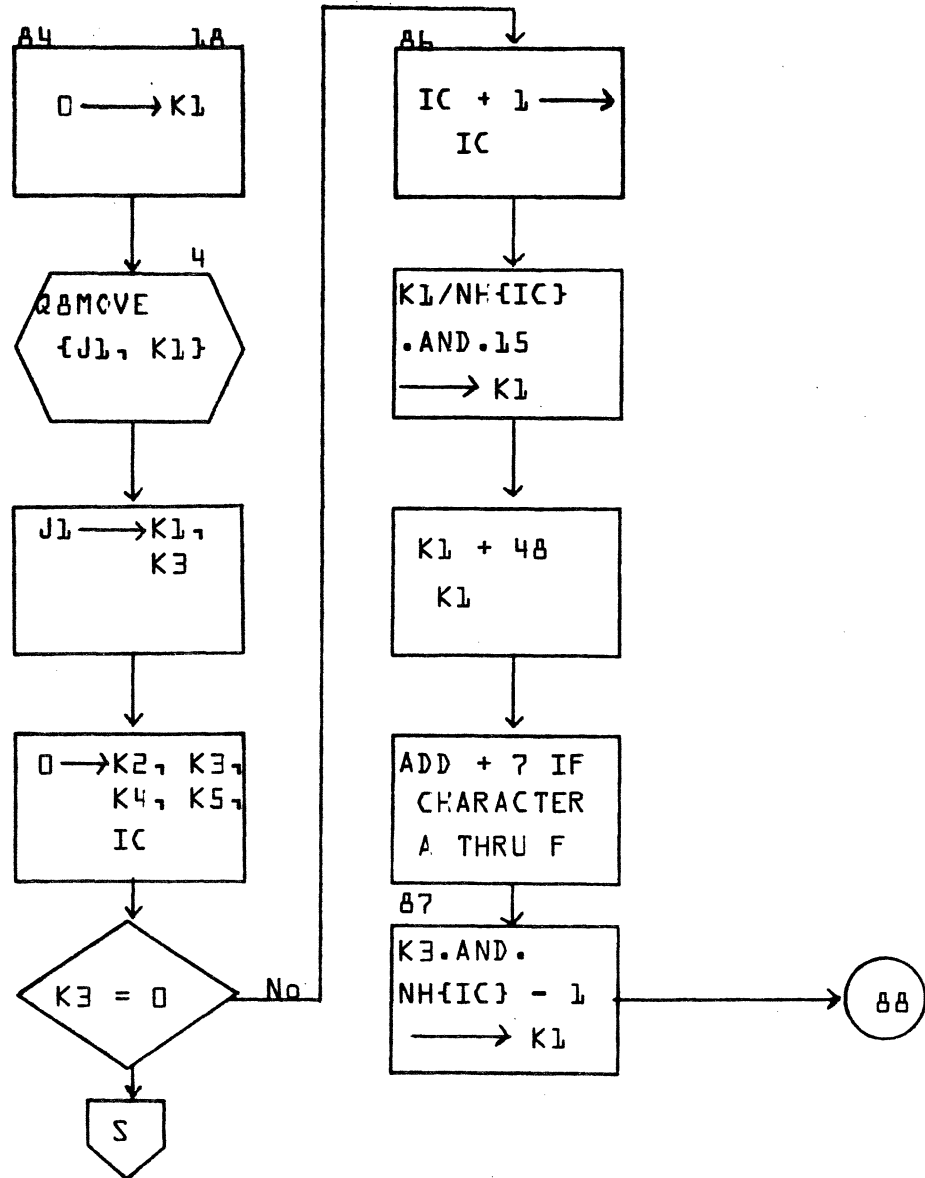 84 18
0 → K1
4
Q8MOVE
{J1, K1}
J1 → K1,
K3
0 → K2, K3,
K4, K5,
IC
K3 = 0
No
S
86
IC + 1 →
IC
K1/NH{IC}
.AND.15
→ K1
K1 + 48
K1
ADD + 7 IF
CHARACTER
A THRU F
87
K3.AND.
NH{IC} - 1
→ K1
88